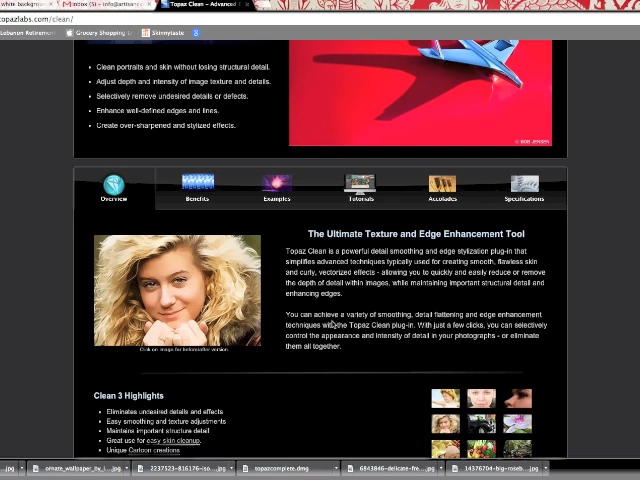 white backgrou
Inbox (5) – info@artisa
Topaz Clean – Advanced
topazlabs.com/clean/
Lebanon Retiremen
Grocery Shopping L
Skinnytaste
Clean portraits and skin without losing structural detail.
Adjust depth and intensity of image texture and details.
Selectively remove undesired details or defects.
Enhance well-defined edges and lines.
Create over-sharpened and stylized effects.
© BOB JENSEN
Overview
Benefits
Examples
Tutorials
Accolades
Specifications
The Ultimate Texture and Edge Enhancement Tool
Topaz Clean is a powerful detail smoothing and edge stylization plug-in that
simplifies advanced techniques typically used for creating smooth, flawless skin
and curly, vectorized effects - allowing you to quickly and easily reduce or remove
the depth of detail within images, while maintaining important structural detail and
enhancing edges.
You can achieve a variety of smoothing, detail flattening and edge enhancement
techniques with the Topaz Clean plug-in. With just a few clicks, you can selectively
control the appearance and intensity of detail in your photographs - or eliminate
them all together.
Click on image for before/after version.
Clean 3 Highlights
Eliminates undesired details and effects
Easy smoothing and texture adjustments
Maintains important structure detail
Great use for easy skin cleanup.
Unique Cartoon creations
.jpg
ornate_wallpaper_by_i....jpg
2237523-816176-iso....jpg
topazcomplete.dmg
6843846-delicate-fre....jpg
14376704-big-roseb....jpg